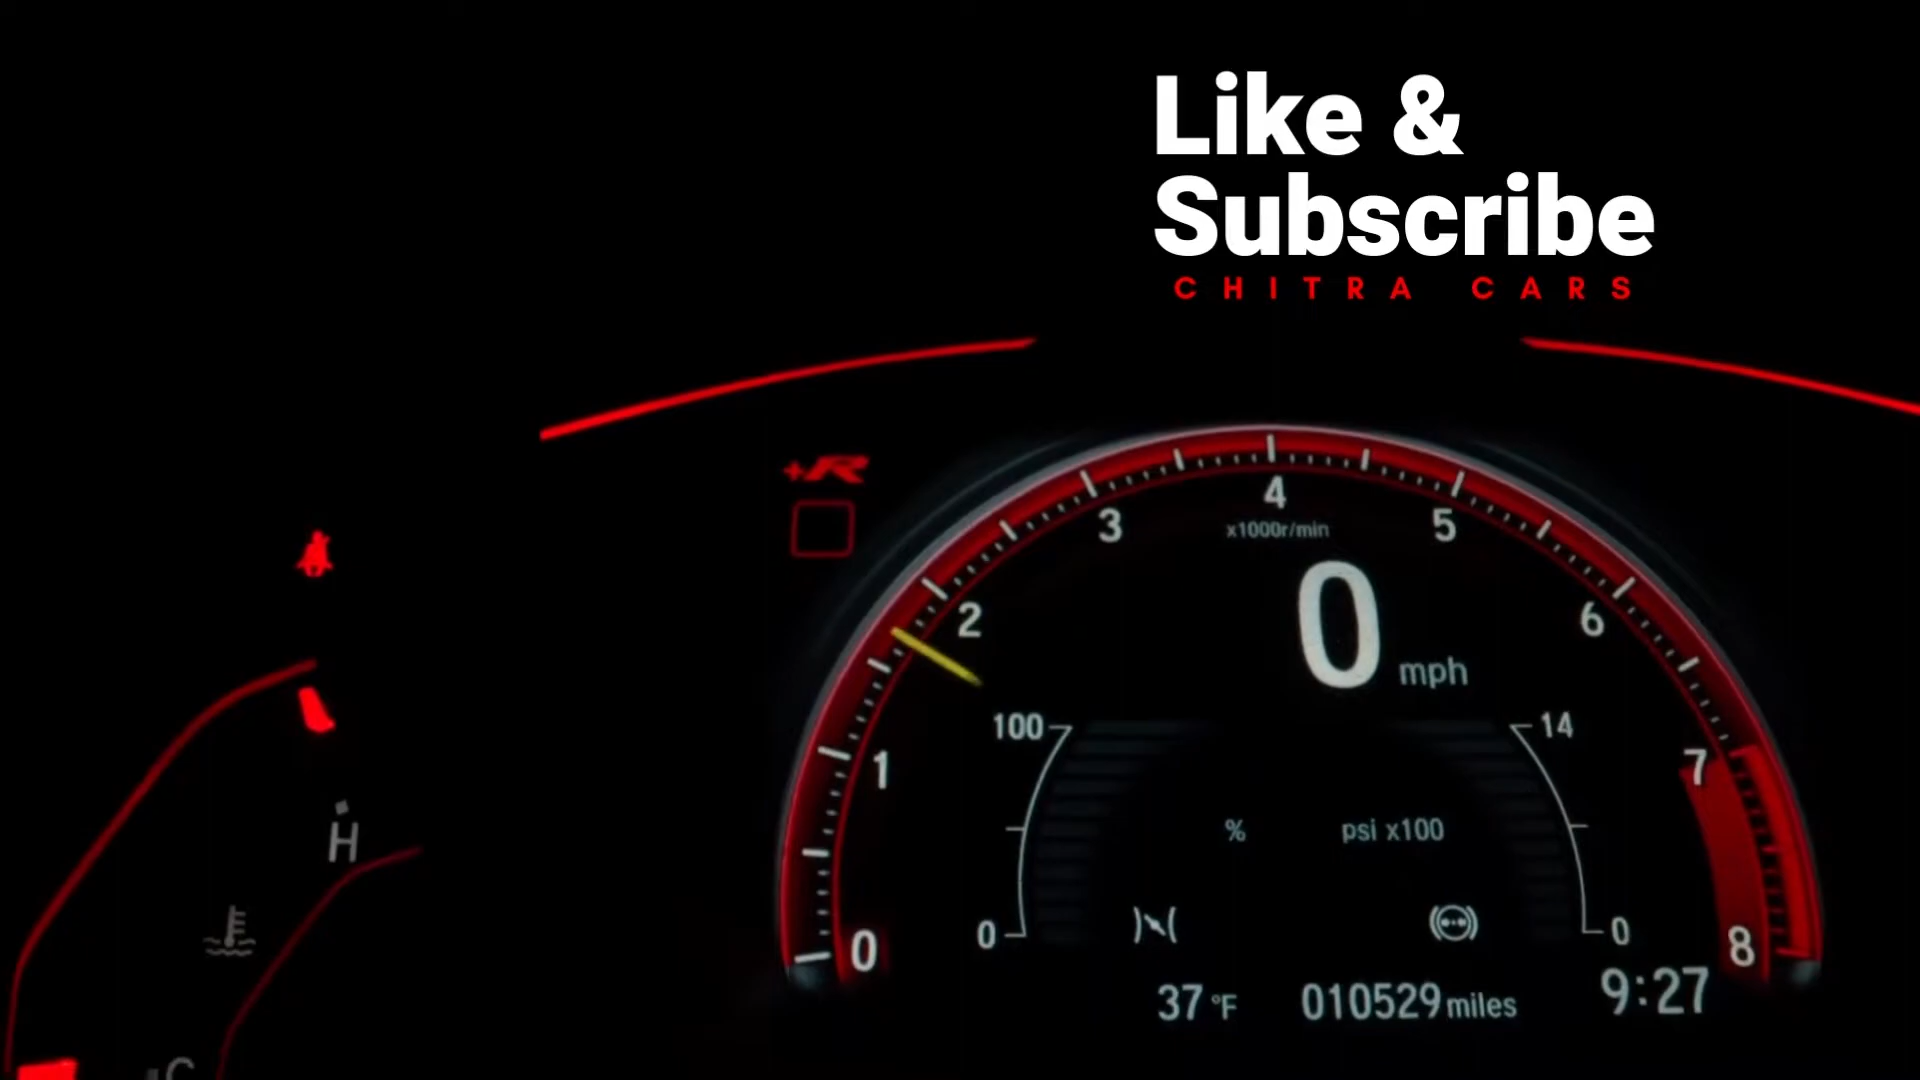 Like &
Subscribe
CHITRA CARS
+R
4
3
5
x1000r/min
2
6
0
mph
100
14
1
7
H
% psi x100
0
0
0
8
37 °F
010529 miles
9:27
C